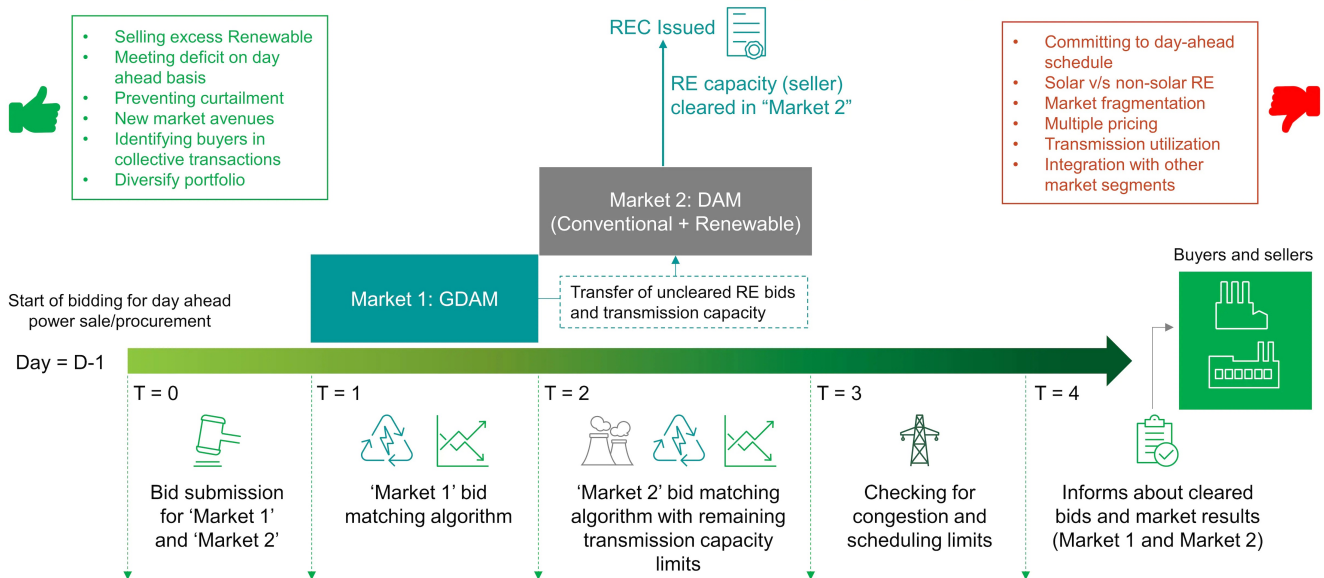 • Selling excess Renewable
• Meeting deficit on day
ahead basis
• Preventing curtailment
• New market avenues
• Identifying buyers in
collective transactions
• Diversify portfolio
REC Issued
RE capacity (seller)
cleared in “Market 2”
• Committing to day-ahead
schedule
• Solar v/s non-solar RE
• Market fragmentation
• Multiple pricing
• Transmission utilization
• Integration with other
market segments
Market 2: DAM
(Conventional + Renewable)
Market 1: GDAM
Transfer of uncleared RE bids
and transmission capacity
Buyers and sellers
Start of bidding for day ahead
power sale/procurement
Day = D-1
T = 0
T = 1
T = 2
T = 3
T = 4
Bid submission
for ‘Market 1’
and ‘Market 2’
‘Market 1’ bid
matching algorithm
‘Market 2’ bid matching
algorithm with remaining
transmission capacity
limits
Checking for
congestion and
scheduling limits
Informs about cleared
bids and market results
(Market 1 and Market 2)